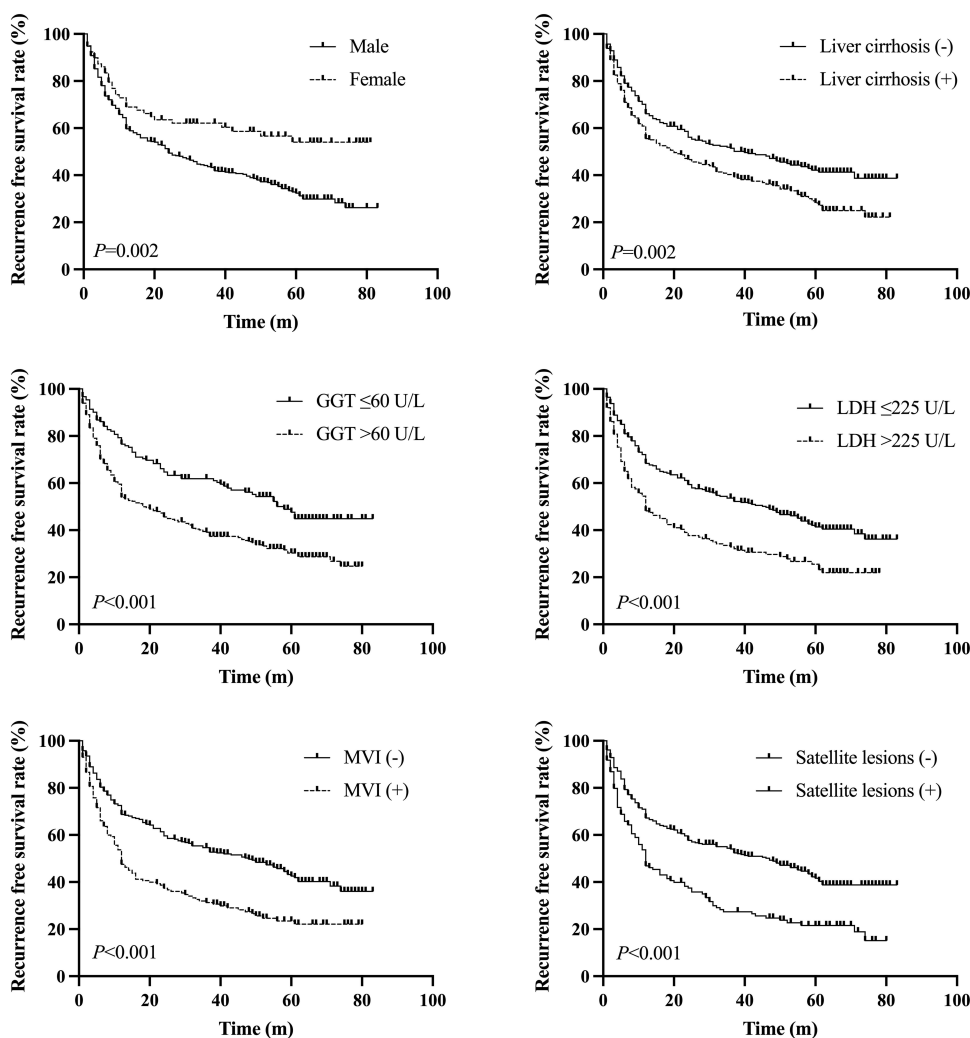 Recurrence free survival rate (%)
100
80
60
40
20
0
Male
Female
P=0.002
0 20 40 60 80 100
Time (m)
Recurrence free survival rate (%)
100
80
60
40
20
0
Liver cirrhosis (-)
Liver cirrhosis (+)
P=0.002
0 20 40 60 80 100
Time (m)
Recurrence free survival rate (%)
100
80
60
40
20
0
GGT ≤60 U/L
GGT >60 U/L
P<0.001
0 20 40 60 80 100
Time (m)
Recurrence free survival rate (%)
100
80
60
40
20
0
LDH ≤225 U/L
LDH >225 U/L
P<0.001
0 20 40 60 80 100
Time (m)
Recurrence free survival rate (%)
100
80
60
40
20
0
MVI (-)
MVI (+)
P<0.001
0 20 40 60 80 100
Time (m)
Recurrence free survival rate (%)
100
80
60
40
20
0
Satellite lesions (-)
Satellite lesions (+)
P<0.001
0 20 40 60 80 100
Time (m)